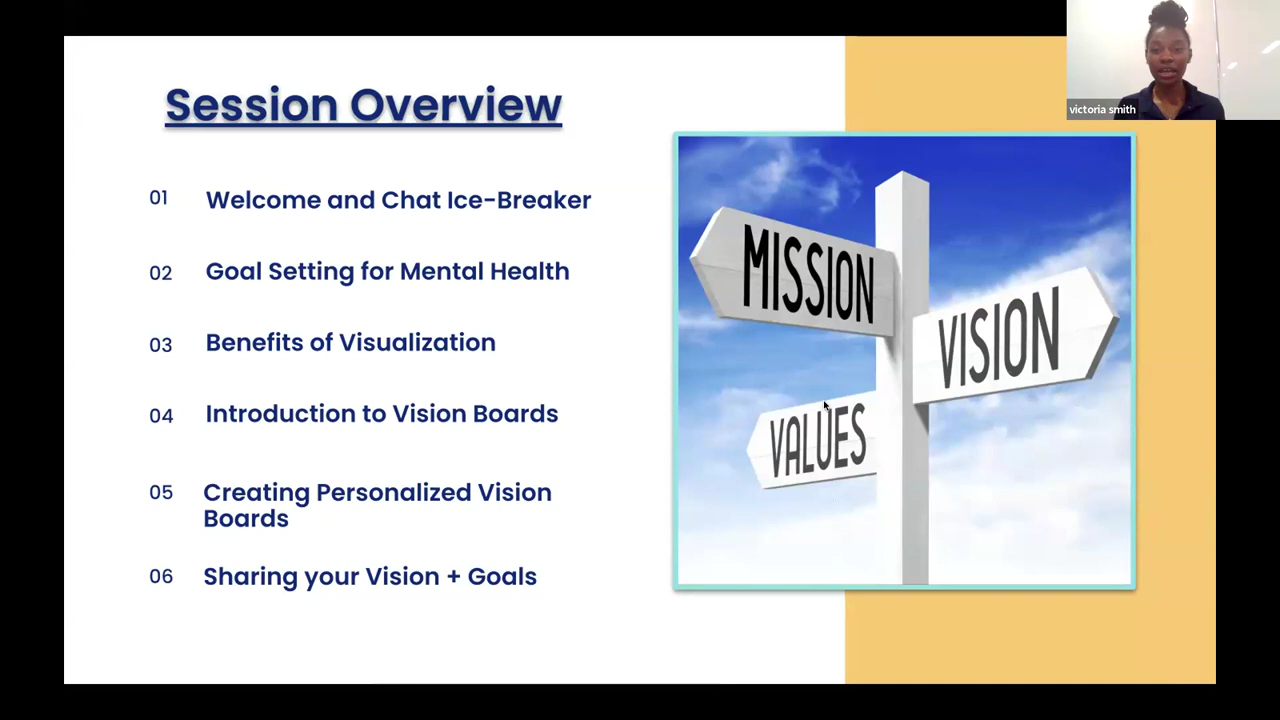 Session Overview
01 Welcome and Chat Ice-Breaker
02 Goal Setting for Mental Health
03 Benefits of Visualization
04 Introduction to Vision Boards
05 Creating Personalized Vision
Boards
06 Sharing your Vision + Goals
MISSION
VISION
VALUES
victoria smith